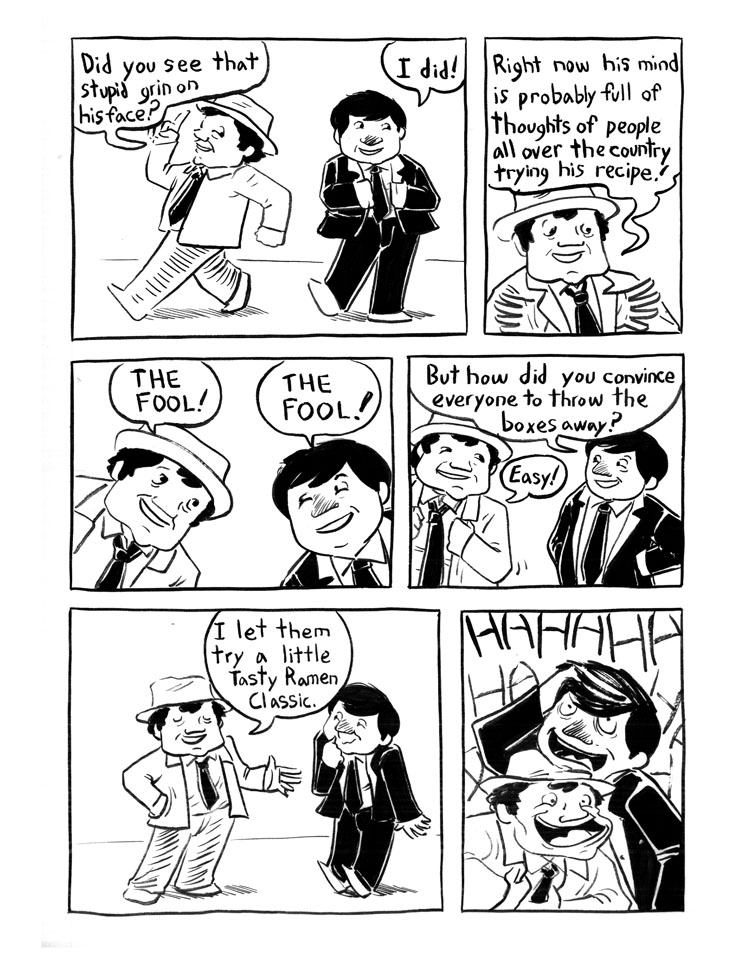 Did you see that
stupid grin on
his face?
I did!
Right now his mind
is probably full of
thoughts of people
all over the country
trying his recipe!
THE
FOOL!
THE
FOOL!
But how did you convince
everyone to throw the
boxes away?
Easy!
I let them
try a little
Tasty Ramen
Classic.
HAHAHAHA